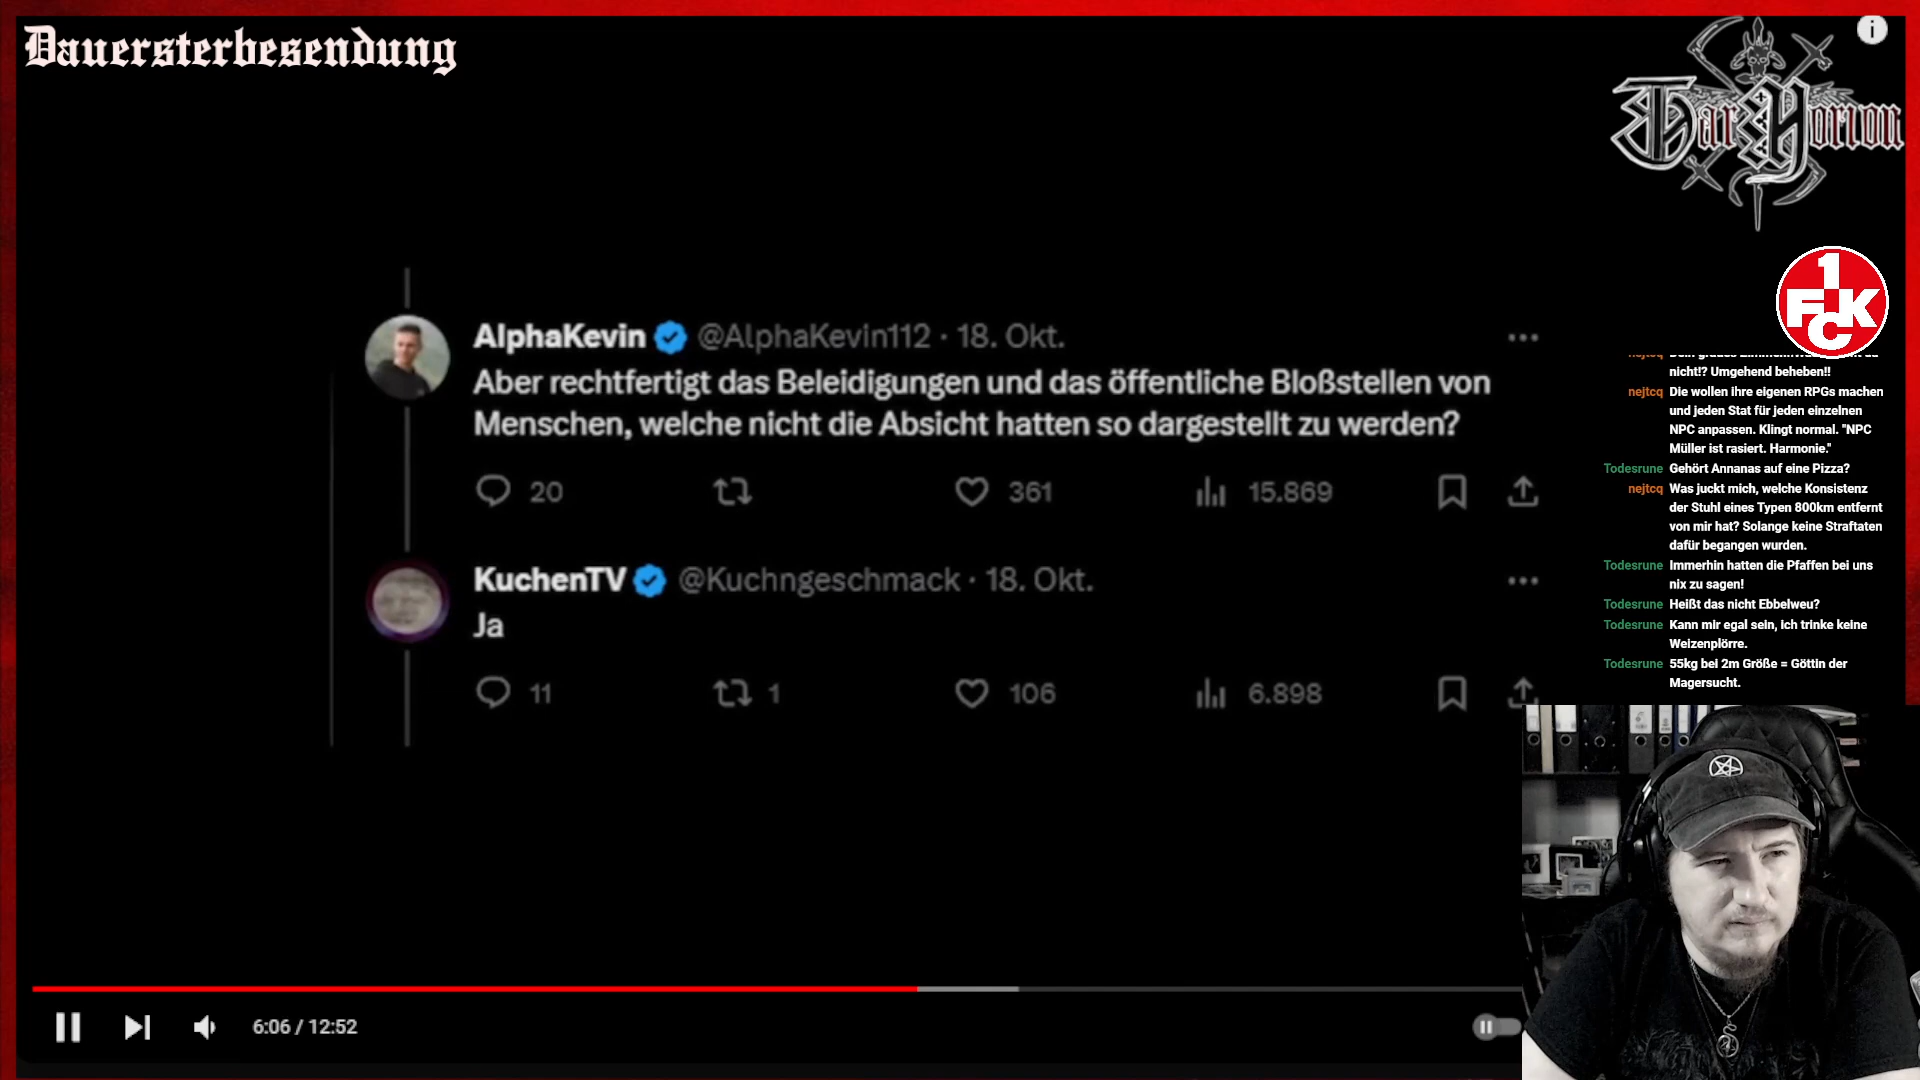 Dauersterbesendung
Tar Horion
1
FCK
AlphaKevin @AlphaKevin112 · 18. Okt.
Aber rechtfertigt das Beleidigungen und das öffentliche Bloßstellen von
Menschen, welche nicht die Absicht hatten so dargestellt zu werden?
20 361 15.869
KuchenTV @Kuchngeschmack · 18. Okt.
Ja
11 1 106 6.898
nicht!? Umgehend beheben!!
nejtcq Die wollen ihre eigenen RPGs machen
und jeden Stat für jeden einzelnen
NPC anpassen. Klingt normal. "NPC
Müller ist rasiert. Harmonie."
Todesrune Gehört Annanas auf eine Pizza?
nejtcq Was juckt mich, welche Konsistenz
der Stuhl eines Typen 800km entfernt
von mir hat? Solange keine Straftaten
dafür begangen wurden.
Todesrune Immerhin hatten die Pfaffen bei uns
nix zu sagen!
Todesrune Heißt das nicht Ebbelweu?
Todesrune Kann mir egal sein, ich trinke keine
Weizenplörre.
Todesrune 55kg bei 2m Größe = Göttin der
Magersucht.
6:06 / 12:52